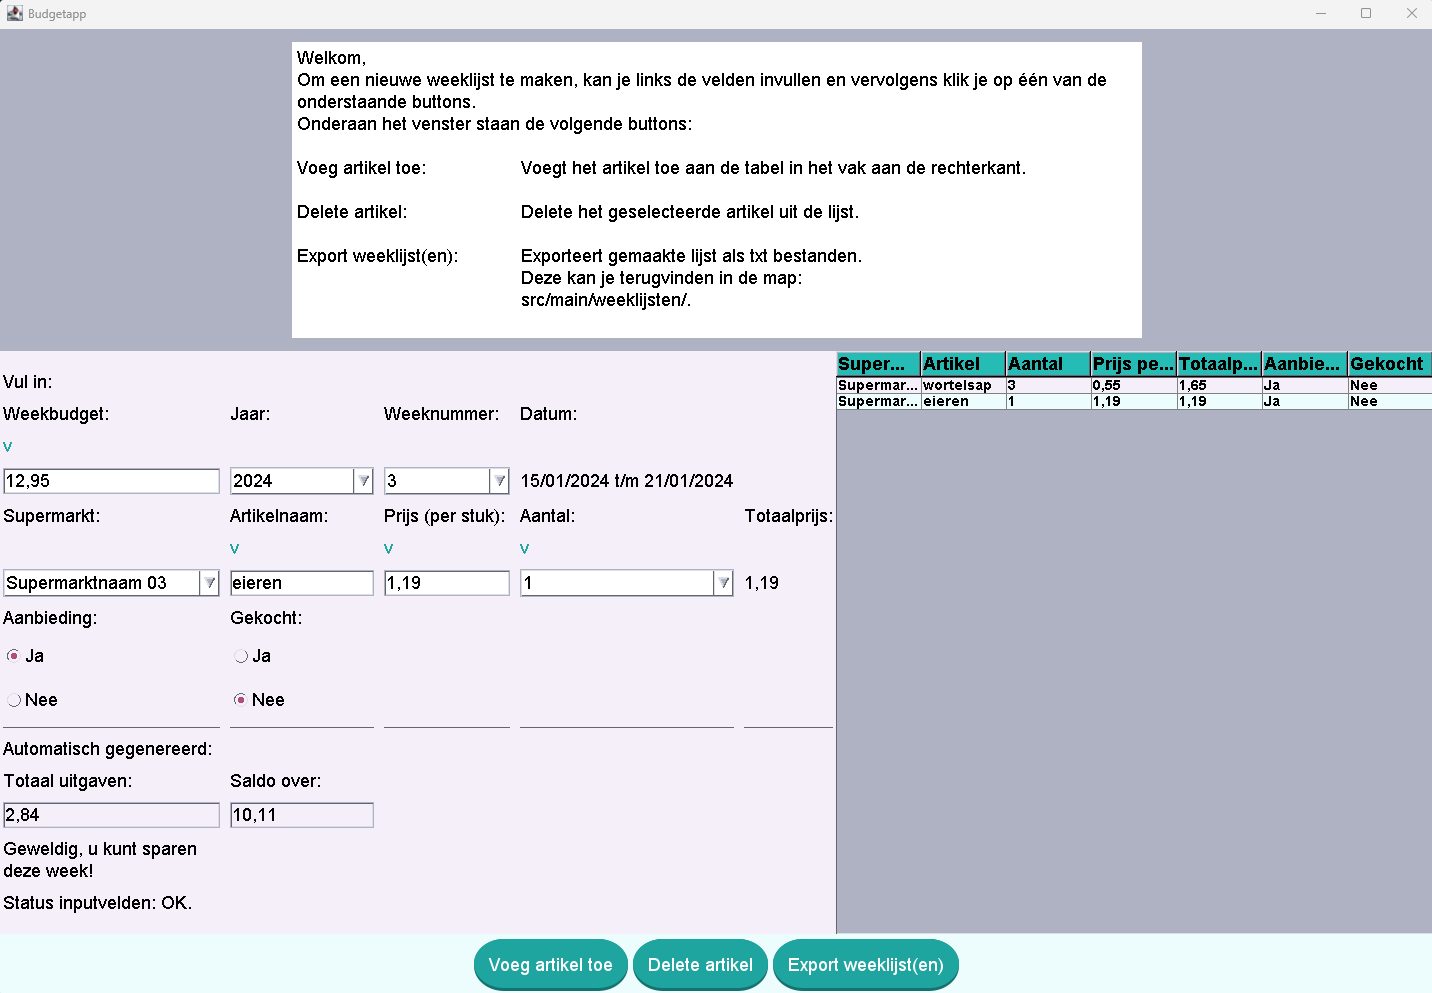 Budgetapp
Welkom,
Om een nieuwe weeklijst te maken, kan je links de velden invullen en vervolgens klik je op één van de
onderstaande buttons.
Onderaan het venster staan de volgende buttons:
Voeg artikel toe: Voegt het artikel toe aan de tabel in het vak aan de rechterkant.
Delete artikel: Delete het geselecteerde artikel uit de lijst.
Export weeklijst(en): Exporteert gemaakte lijst als txt bestanden.
Deze kan je terugvinden in de map:
src/main/weeklijsten/.
Vul in:
Weekbudget: Jaar: Weeknummer: Datum:
v
12,95 2024 3 15/01/2024 t/m 21/01/2024
Supermarkt: Artikelnaam: Prijs (per stuk): Aantal: Totaalprijs:
v v v
Supermarktnaam 03 eieren 1,19 1 1,19
Aanbieding: Gekocht:
Ja Ja
Nee Nee
Automatisch gegenereerd:
Totaal uitgaven: Saldo over:
2,84 10,11
Geweldig, u kunt sparen
deze week!
Status inputvelden: OK.
Super... Artikel Aantal Prijs pe... Totaalp... Aanbie... Gekocht
Supermar... wortelsap 3 0,55 1,65 Ja Nee
Supermar... eieren 1 1,19 1,19 Ja Nee
Voeg artikel toe Delete artikel Export weeklijst(en)